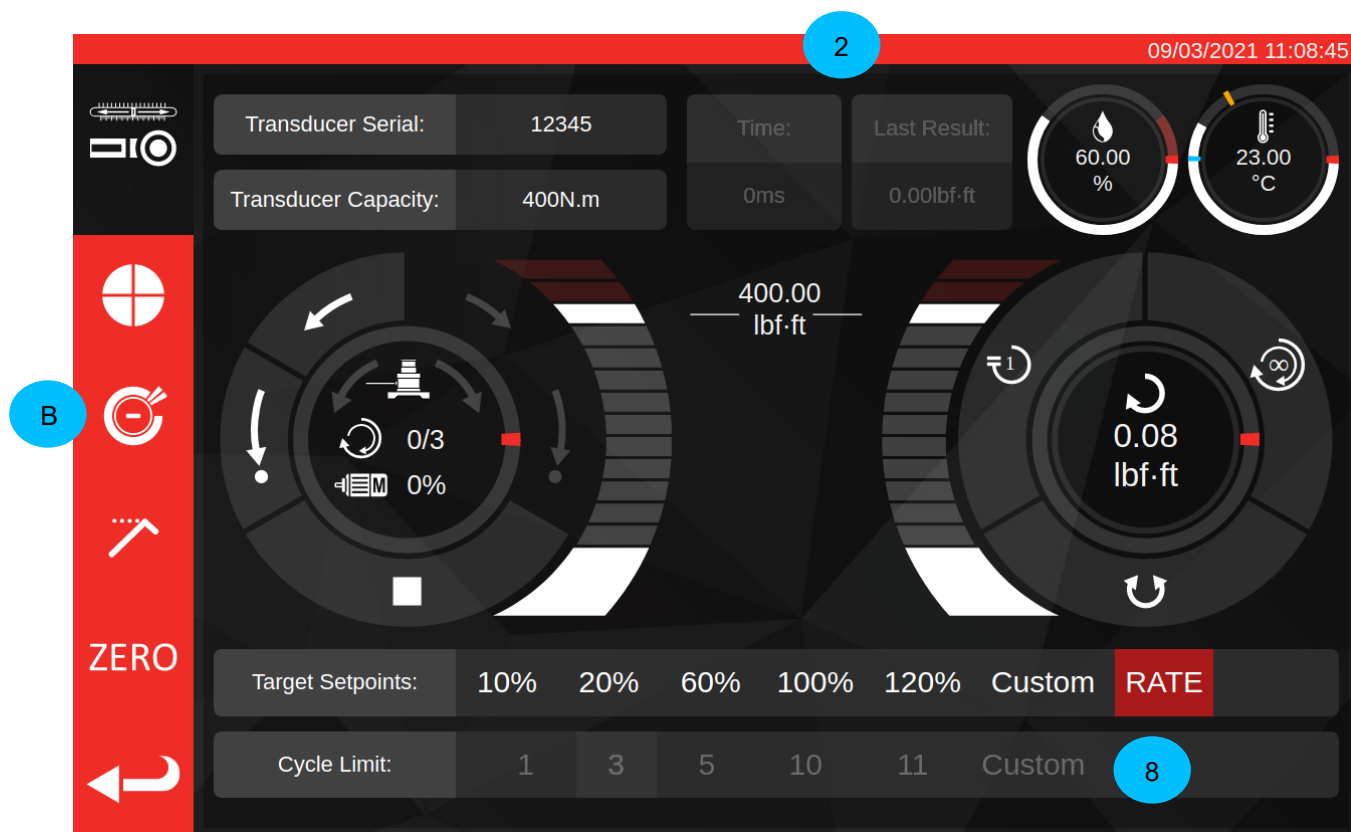 2
09/03/2021 11:08:45
Transducer Serial: 12345
Time:
Last Result:
60.00
%
23.00
°C
Transducer Capacity: 400N.m
0ms
0.00lbf·ft
400.00
lbf·ft
1
∞
B
0/3
M 0%
0.08
lbf·ft
ZERO
Target Setpoints: 10% 20% 60% 100% 120% Custom RATE
Cycle Limit: 1 3 5 10 11 Custom 8